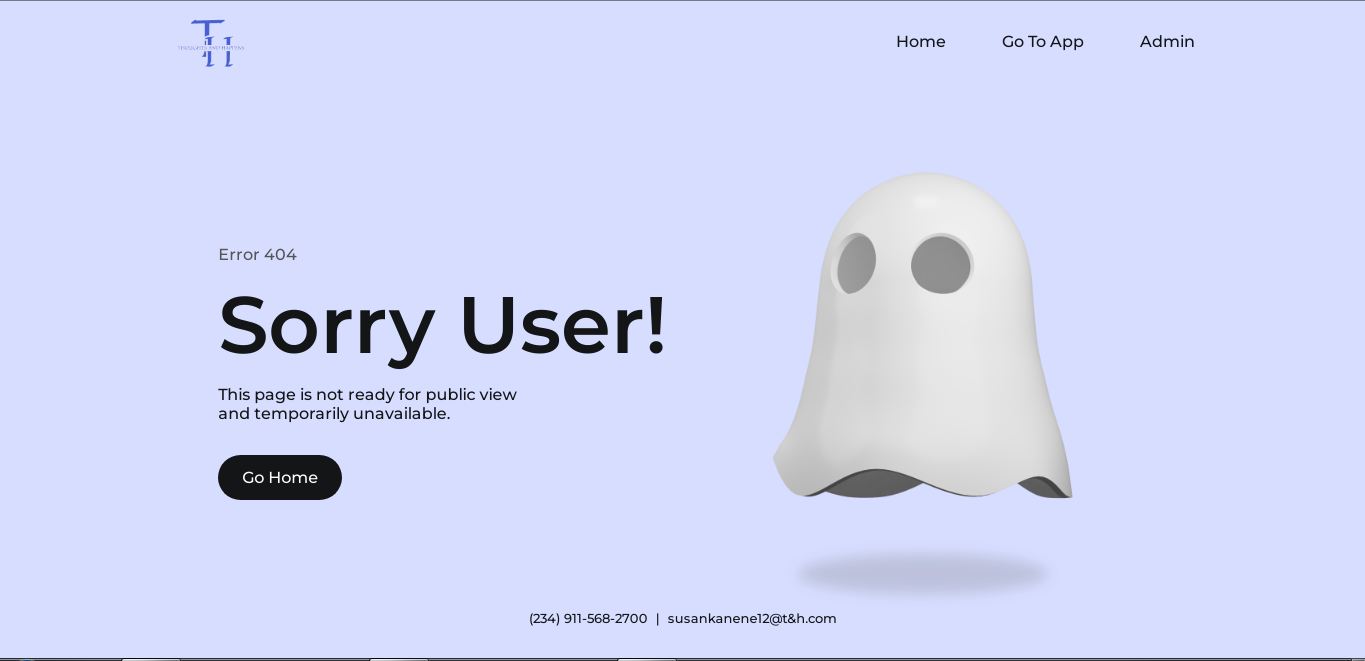 TH
Home Go To App Admin
Error 404
Sorry User!
This page is not ready for public view
and temporarily unavailable.
Go Home
(234) 911-568-2700 | susankanene12@t&h.com